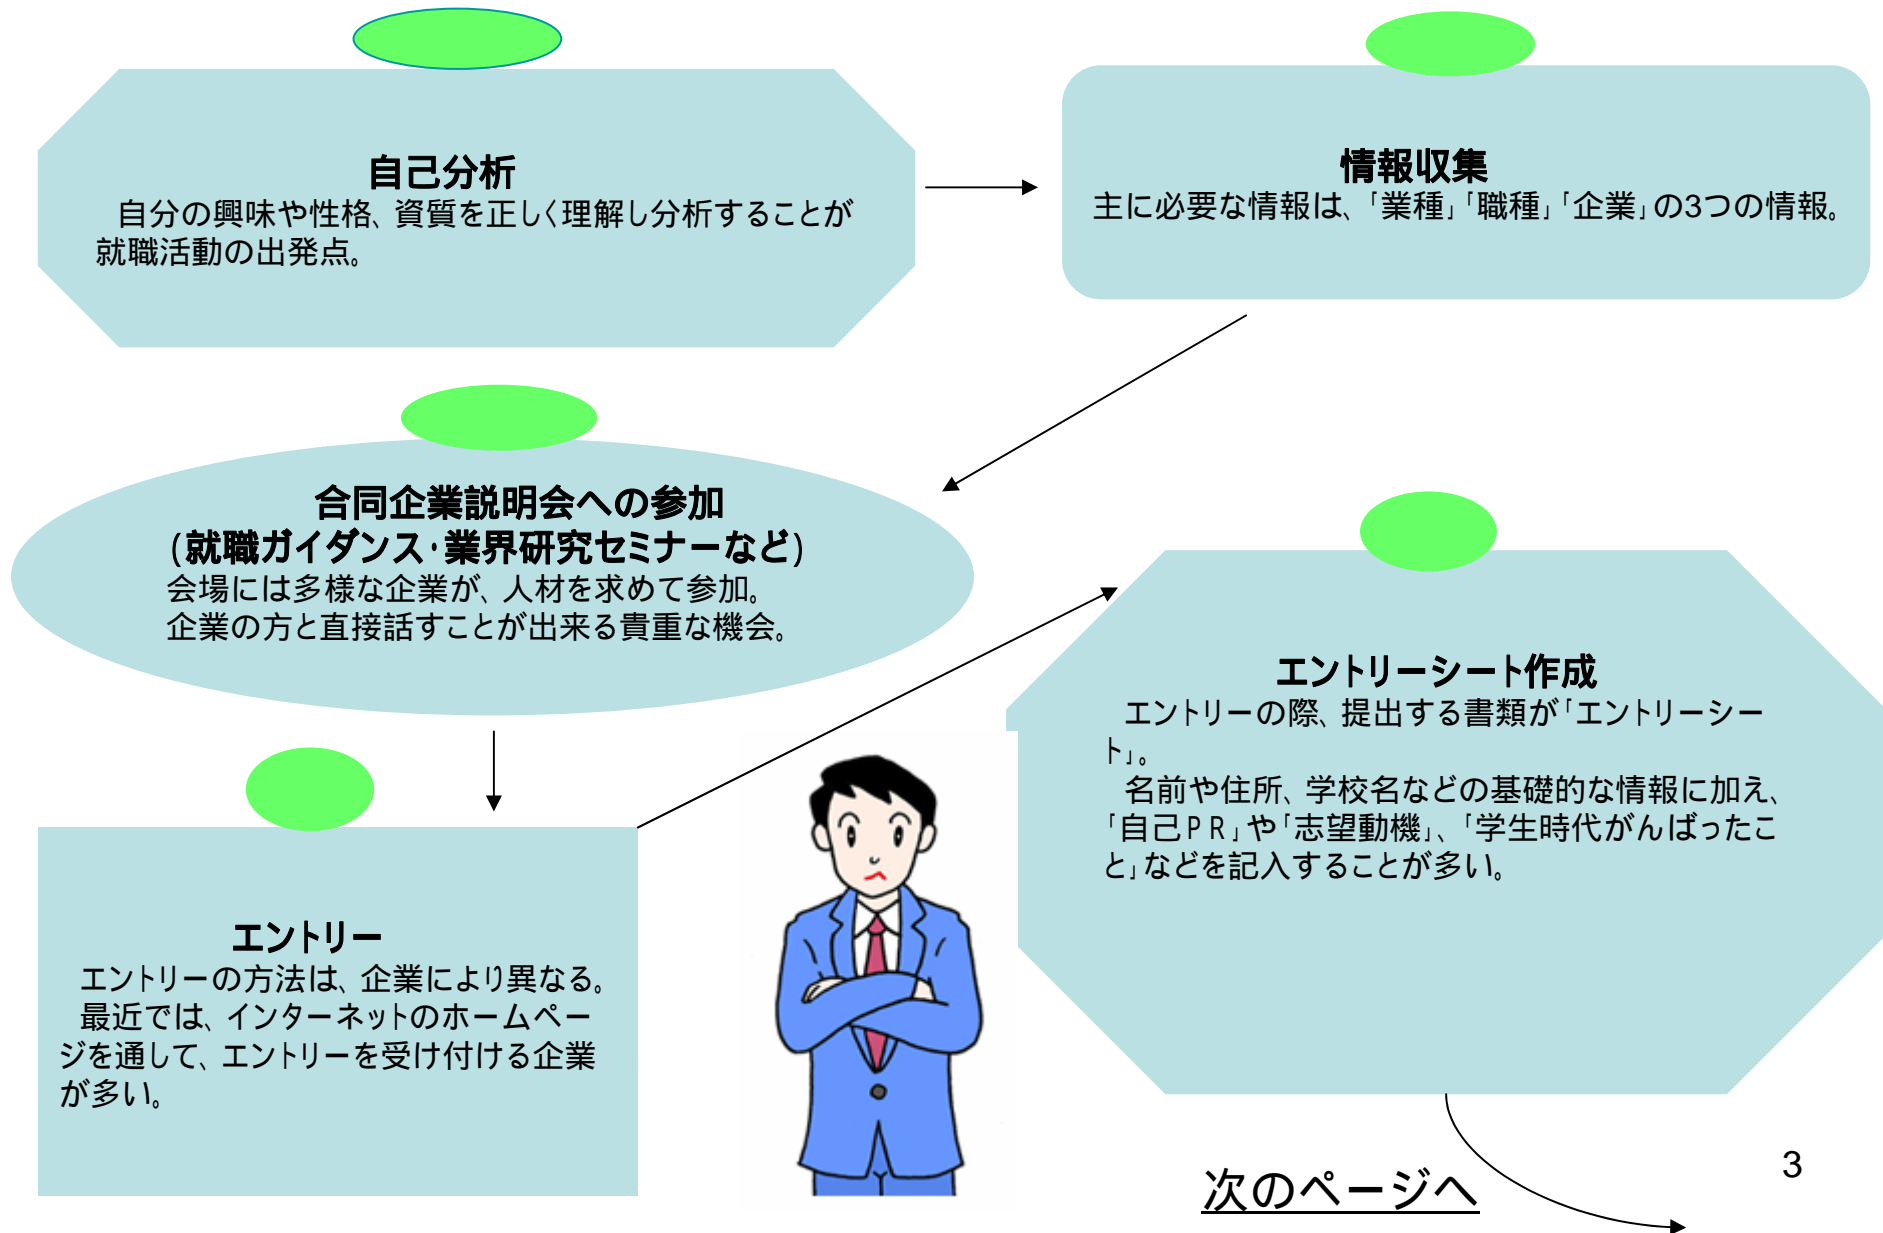 自己分析
自分の興味や性格、資質を正しく理解し分析することが
就職活動の出発点。
情報収集
主に必要な情報は、「業種」「職種」「企業」の3つの情報。
合同企業説明会への参加
(就職ガイダンス・業界研究セミナーなど)
会場には多様な企業が、人材を求めて参加。
企業の方と直接話すことが出来る貴重な機会。
エントリー
エントリーの方法は、企業により異なる。
最近では、インターネットのホームペー
ジを通して、エントリーを受け付ける企業
が多い。
エントリーシート作成
エントリーの際、提出する書類が「エントリーシー
ト」。
名前や住所、学校名などの基礎的な情報に加え、
「自己PR」や「志望動機」、「学生時代がんばったこ
と」などを記入することが多い。
次のページへ
3